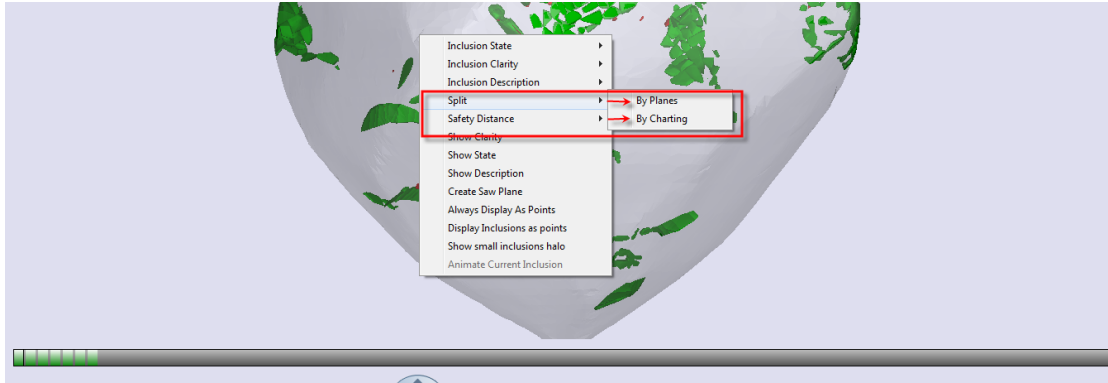 Inclusion State
Inclusion Clarity
Inclusion Description
Split
By Planes
Safety Distance
By Charting
Show Clarity
Show State
Show Description
Create Saw Plane
Always Display As Points
Display Inclusions as points
Show small inclusions halo
Animate Current Inclusion